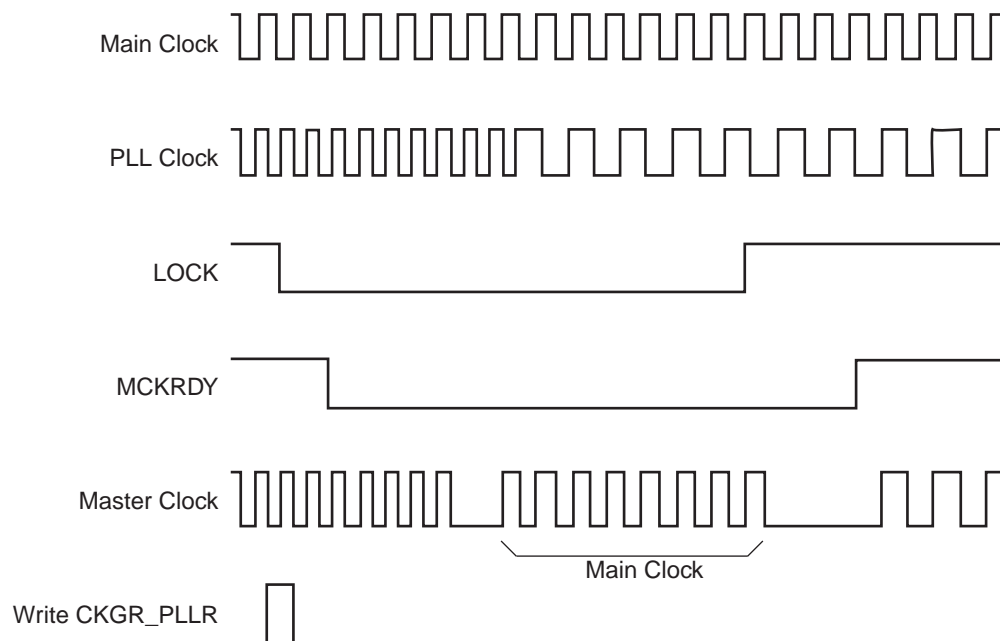 Main Clock
PLL Clock
LOCK
MCKRDY
Master Clock
Main Clock
Write CKGR_PLLR